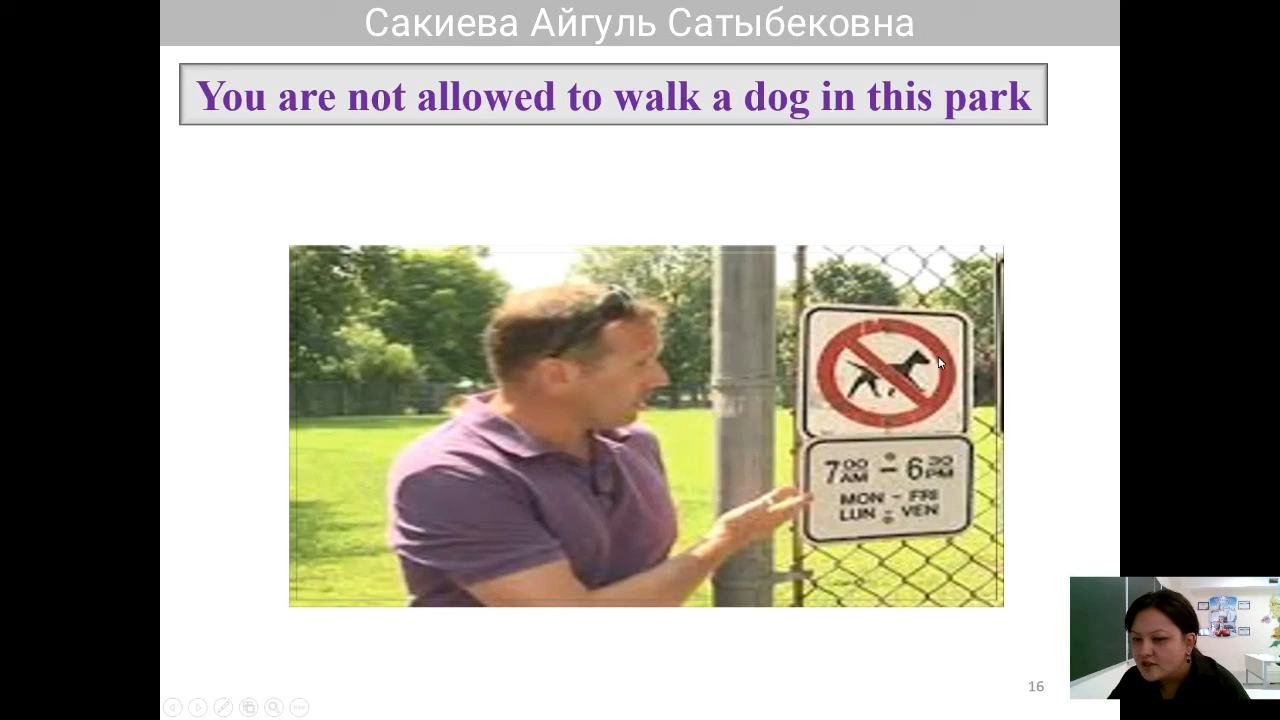 Сакиева Айгуль Сатыбековна
You are not allowed to walk a dog in this park
7 00 AM - 6 30 PM
MON - FRI
LUN - VEN
16